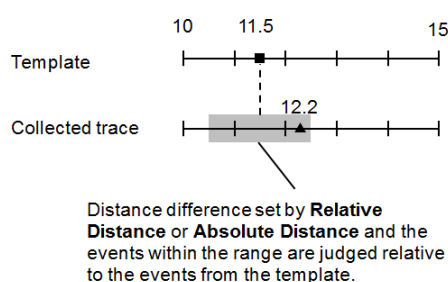 10 11.5 15
Template
12.2
Collected trace
Distance difference set by Relative
Distance or Absolute Distance and the
events within the range are judged relative
to the events from the template.